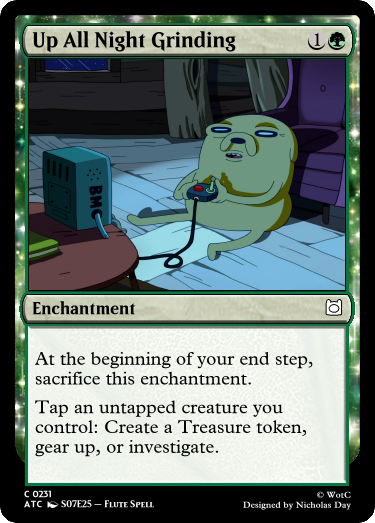 Up All Night Grinding 1
BM
Enchantment
At the beginning of your end step,
sacrifice this enchantment.
Tap an untapped creature you
control: Create a Treasure token,
gear up, or investigate.
C 0231 © WotC
ATC S07E25 – Flute Spell Designed by Nicholas Day